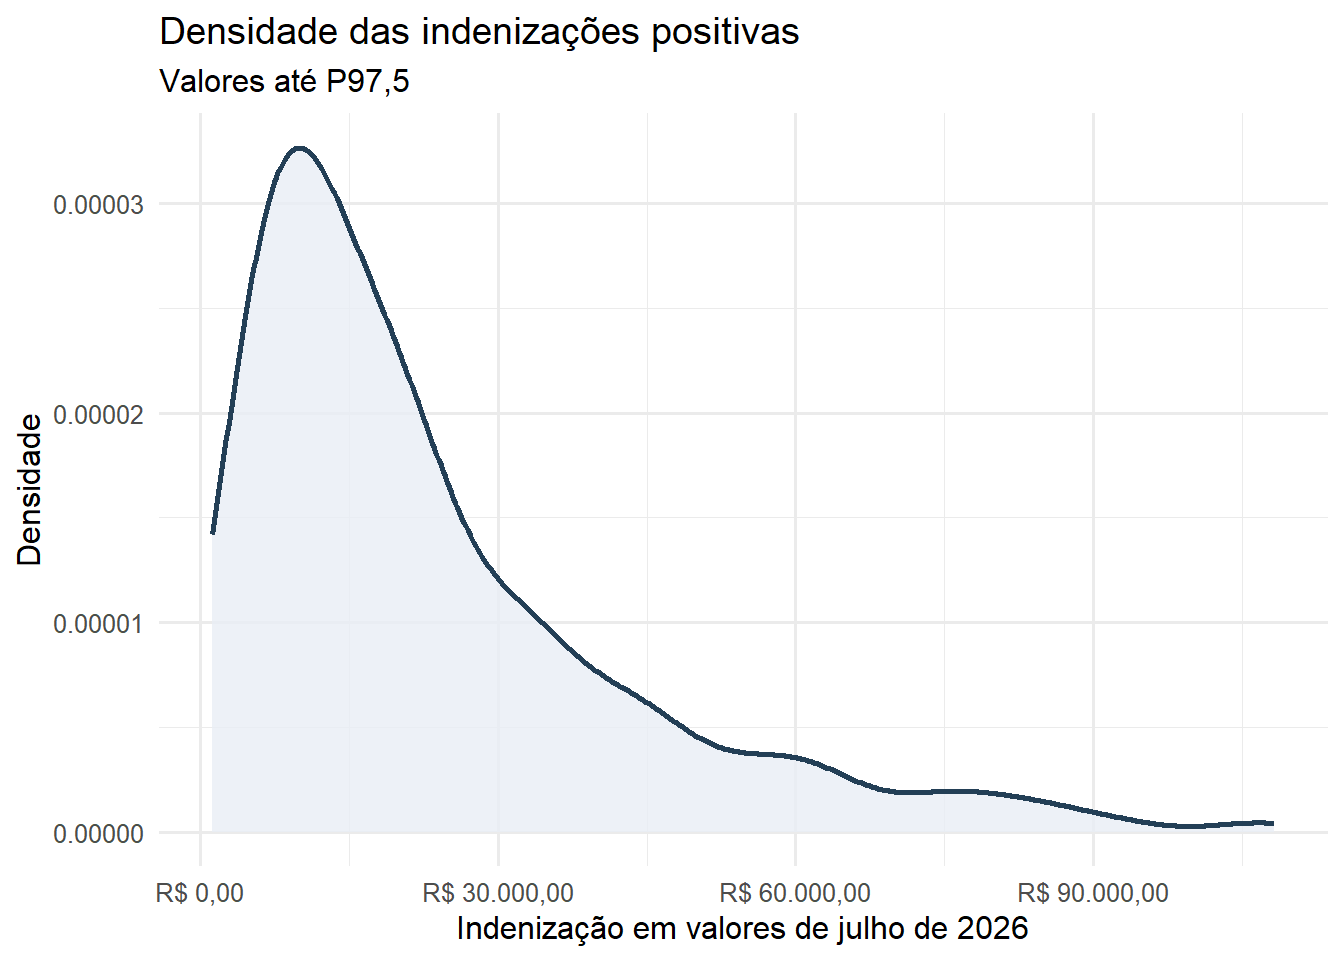 Densidade das indenizações positivas
Valores até P97,5
Densidade
0.00003
0.00002
0.00001
0.00000
R$ 0,00 R$ 30.000,00 R$ 60.000,00 R$ 90.000,00
Indenização em valores de julho de 2026